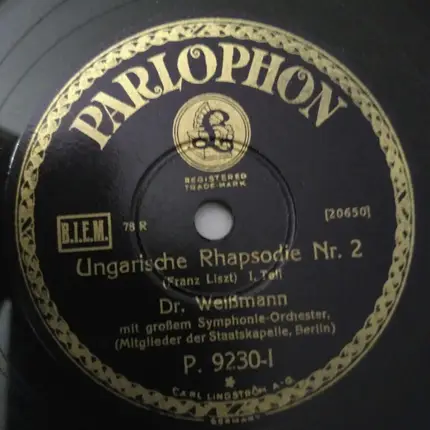 PARLOPHON
£
REGISTERED
TRADE-MARK
B.I.E.M. 78 R [20650]
Ungarische Rhapsodie Nr. 2
(Franz Liszt) I. Teil
Dr. Weißmann
mit großem Symphonie-Orchester,
(Mitglieder der Staatskapelle, Berlin)
P. 9230-I
CARL LINDSTRÖM A-G
GERMANY